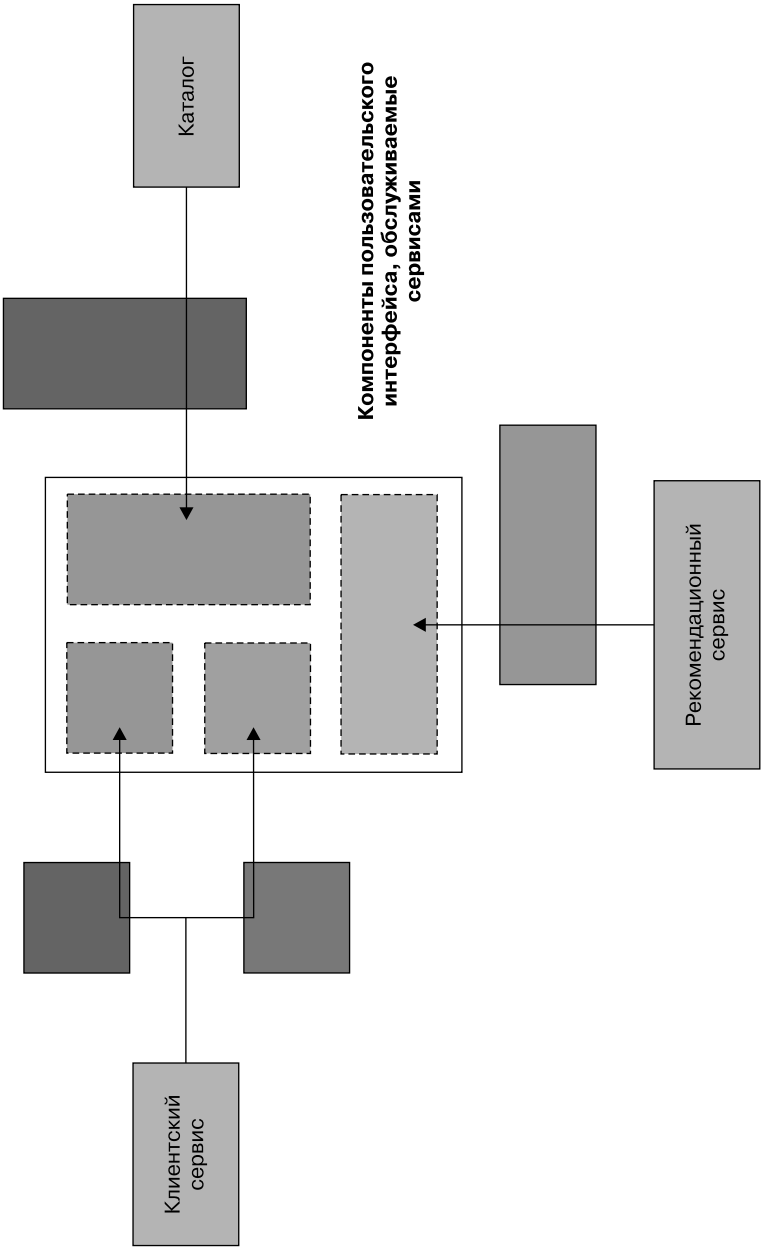 Компоненты пользовательского
интерфейса, обслуживаемые
сервисами
Клиентский
сервис
Каталог
Рекомендационный
сервис